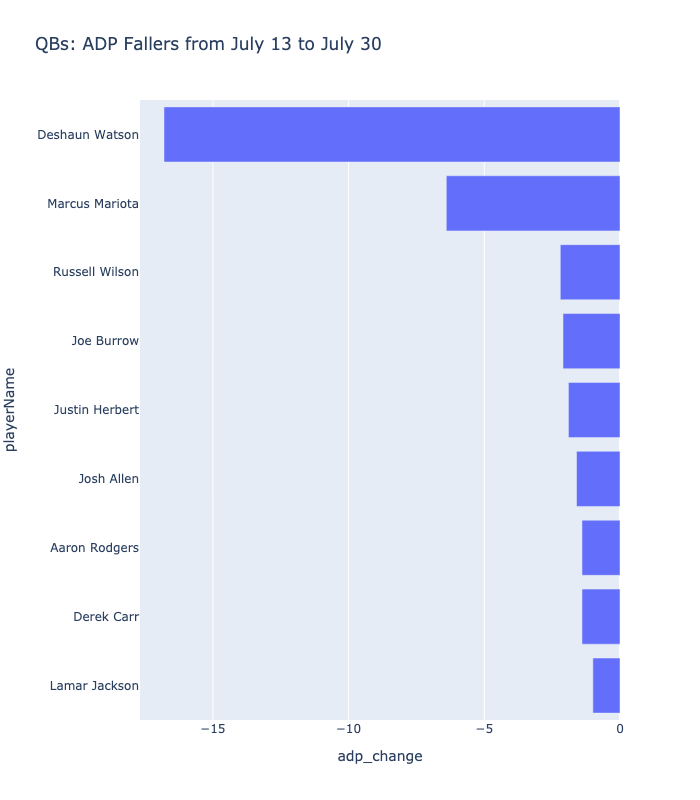 QBs: ADP Fallers from July 13 to July 30
playerName
Deshaun Watson
Marcus Mariota
Russell Wilson
Joe Burrow
Justin Herbert
Josh Allen
Aaron Rodgers
Derek Carr
Lamar Jackson
−15 −10 −5 0
adp_change